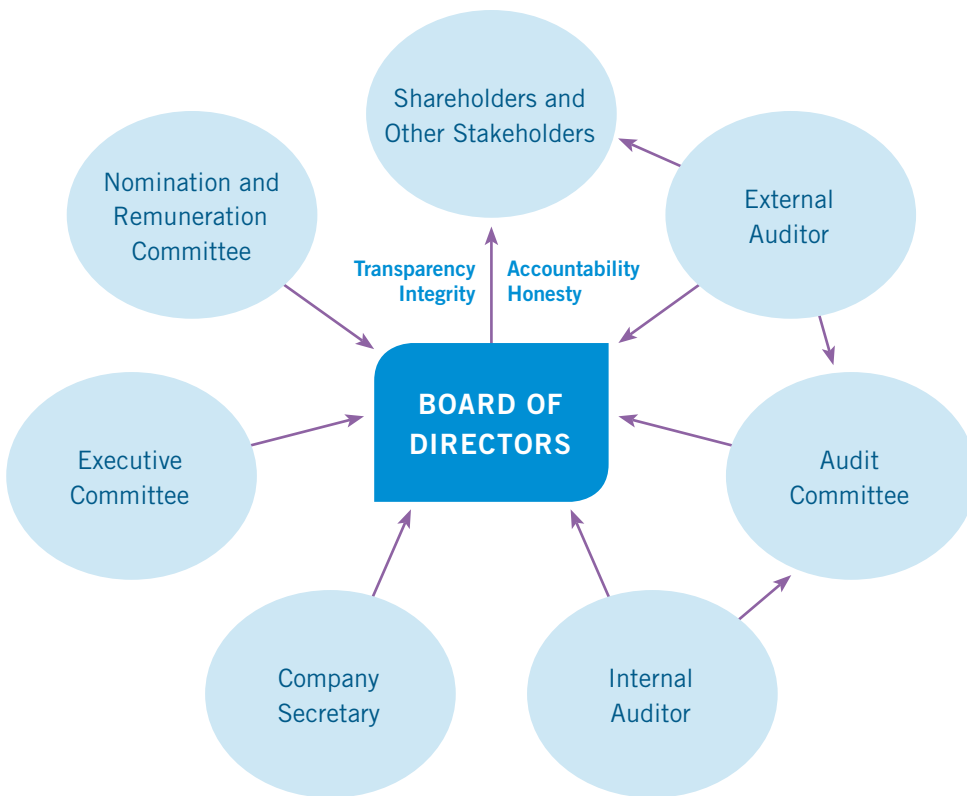 Shareholders and
Other Stakeholders
Nomination and
Remuneration
Committee
External
Auditor
Transparency
Integrity
Accountability
Honesty
BOARD OF
DIRECTORS
Executive
Committee
Audit
Committee
Company
Secretary
Internal
Auditor